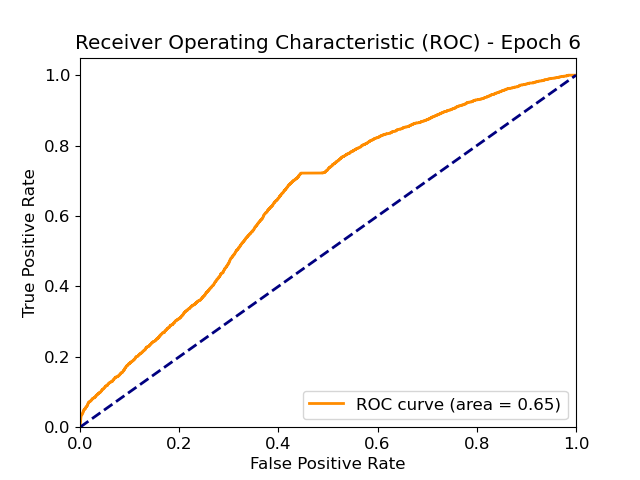 Receiver Operating Characteristic (ROC) - Epoch 6
True Positive Rate
1.0
0.8
0.6
0.4
0.2
0.0
0.0 0.2 0.4 0.6 0.8 1.0
False Positive Rate
ROC curve (area = 0.65)